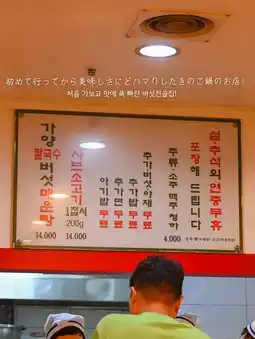 初めて行ってから美味しさにどハマりしたきのこ鍋のお店!
처음 가보고 맛에 푹 빠진 버섯전골집!
설·추석외 연중무휴
포장해 드립니다
주류·소주 맥주 청하
4.000
추가버섯야채 무료
추가밥 무료
추가면 무료
아기밥 무료
샤브소고기
1접시
200g
14.000
가양
칼국수
버섯매운탕
14.000